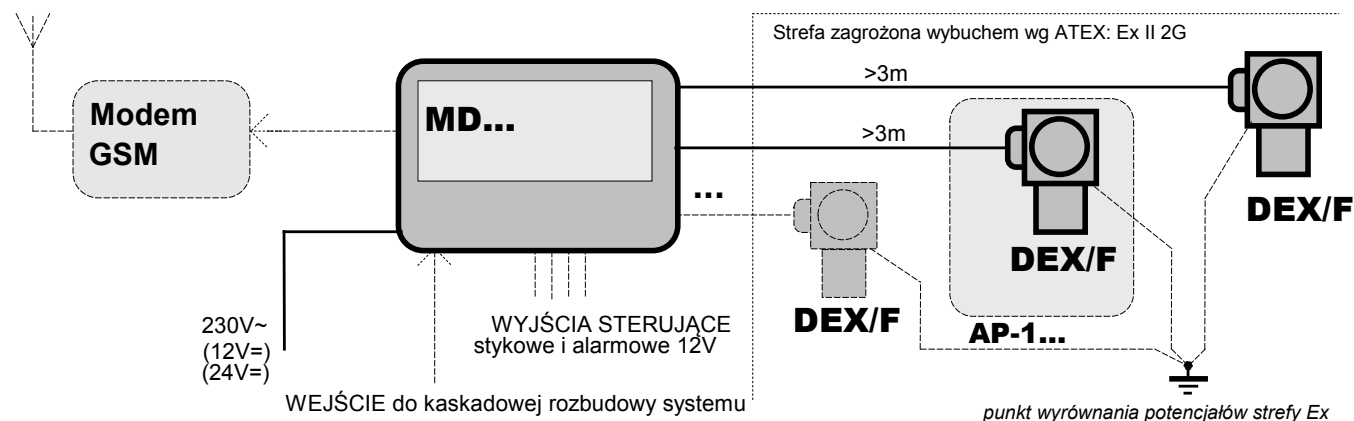 Strefa zagrożona wybuchem wg ATEX: Ex II 2G
>3m
Modem
GSM
MD...
>3m
...
DEX/F
DEX/F
DEX/F
AP-1...
230V~
(12V=)
(24V=)
WYJŚCIA STERUJĄCE
stykowe i alarmowe 12V
WEJŚCIE do kaskadowej rozbudowy systemu
punkt wyrównania potencjałów strefy Ex